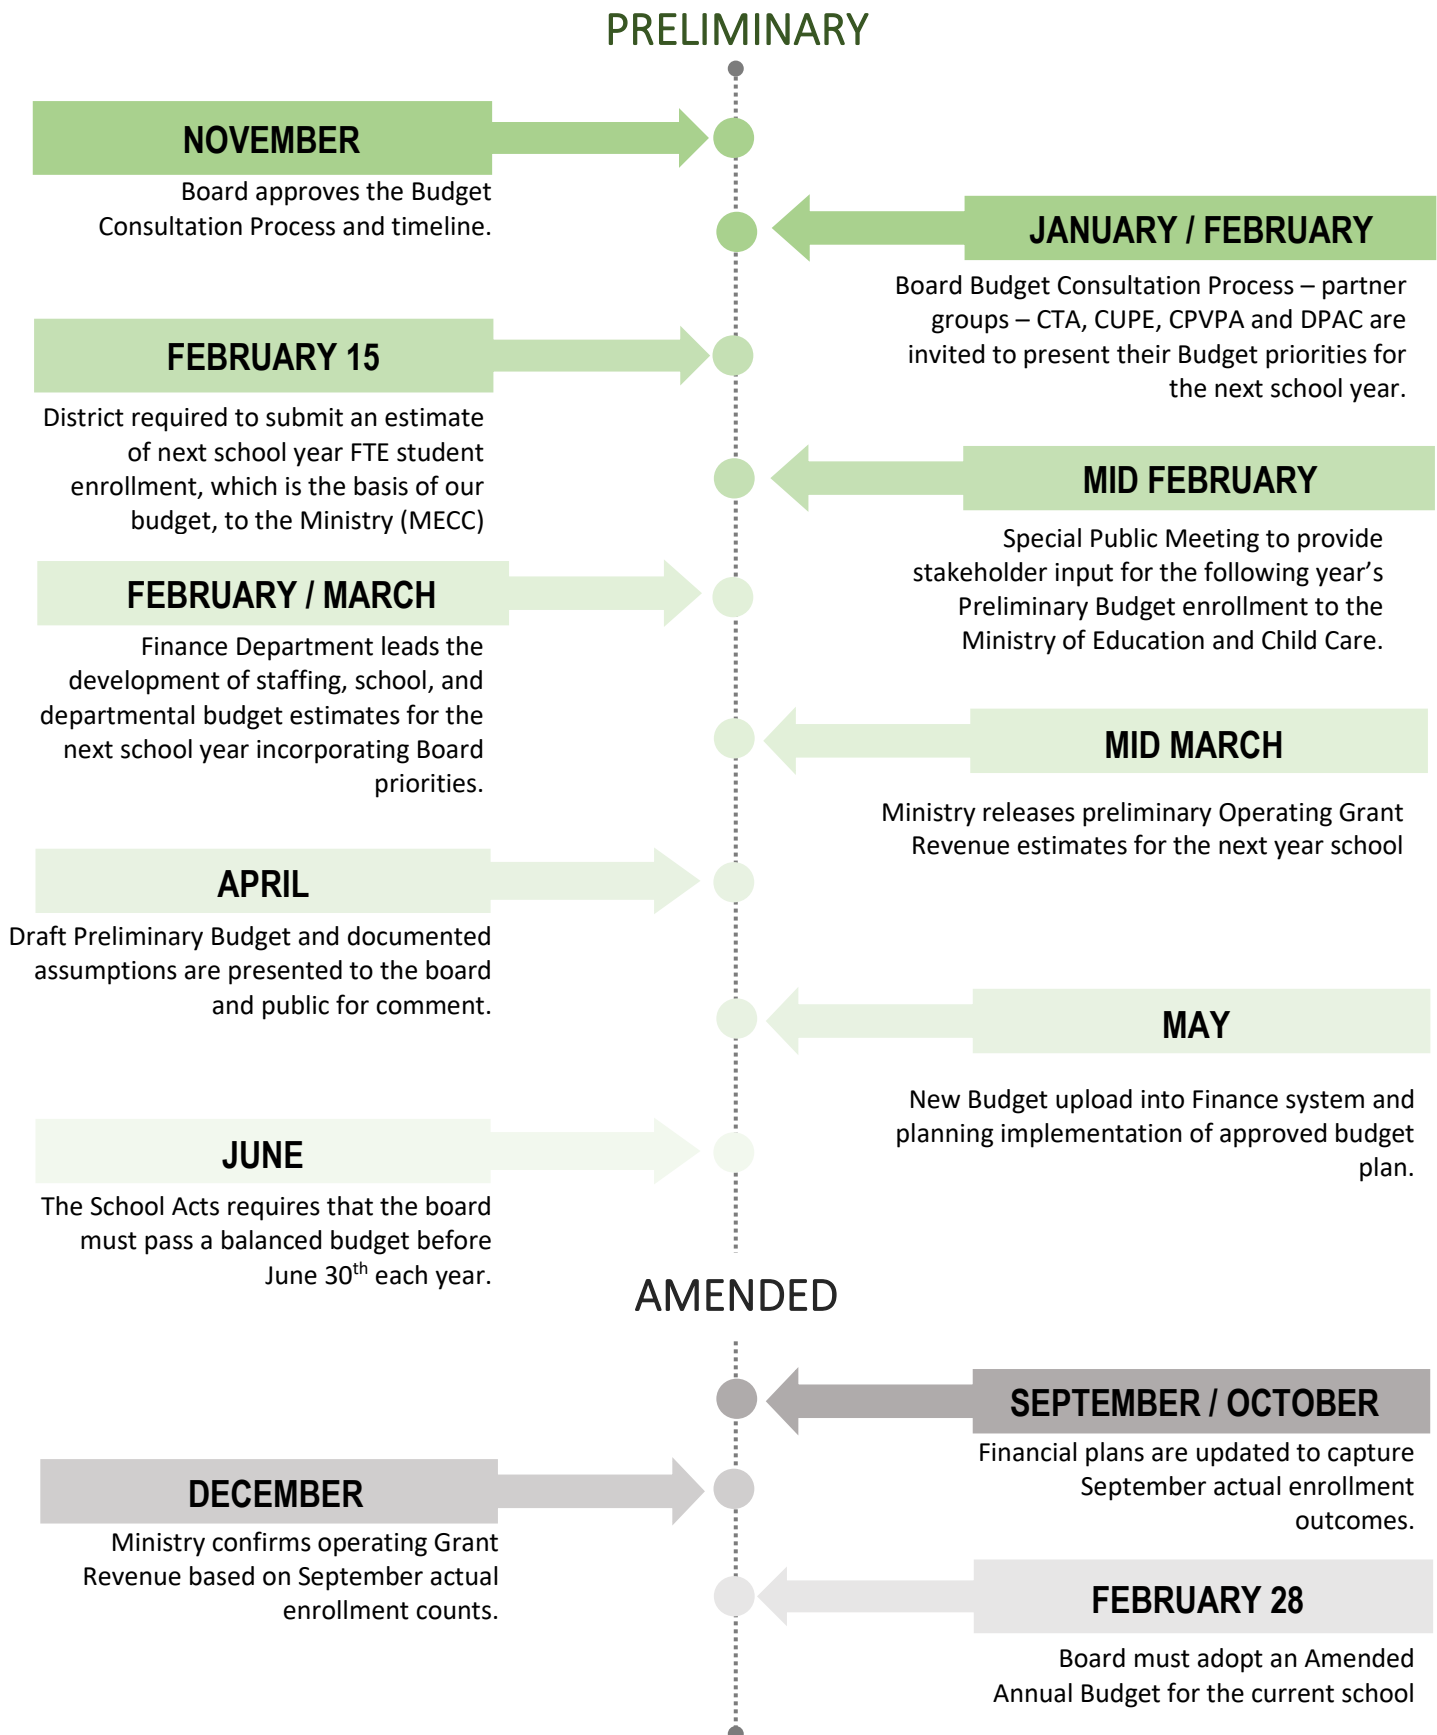 PRELIMINARY
NOVEMBER
Board approves the Budget
Consultation Process and timeline.
JANUARY / FEBRUARY
Board Budget Consultation Process – partner
groups – CTA, CUPE, CPVPA and DPAC are
invited to present their Budget priorities for
the next school year.
FEBRUARY 15
District required to submit an estimate
of next school year FTE student
enrollment, which is the basis of our
budget, to the Ministry (MECC)
MID FEBRUARY
Special Public Meeting to provide
stakeholder input for the following year’s
Preliminary Budget enrollment to the
Ministry of Education and Child Care.
FEBRUARY / MARCH
Finance Department leads the
development of staffing, school, and
departmental budget estimates for the
next school year incorporating Board
priorities.
MID MARCH
Ministry releases preliminary Operating Grant
Revenue estimates for the next year school
APRIL
Draft Preliminary Budget and documented
assumptions are presented to the board
and public for comment.
MAY
New Budget upload into Finance system and
planning implementation of approved budget
plan.
JUNE
The School Acts requires that the board
must pass a balanced budget before
June 30th each year.
AMENDED
SEPTEMBER / OCTOBER
Financial plans are updated to capture
September actual enrollment
outcomes.
DECEMBER
Ministry confirms operating Grant
Revenue based on September actual
enrollment counts.
FEBRUARY 28
Board must adopt an Amended
Annual Budget for the current school